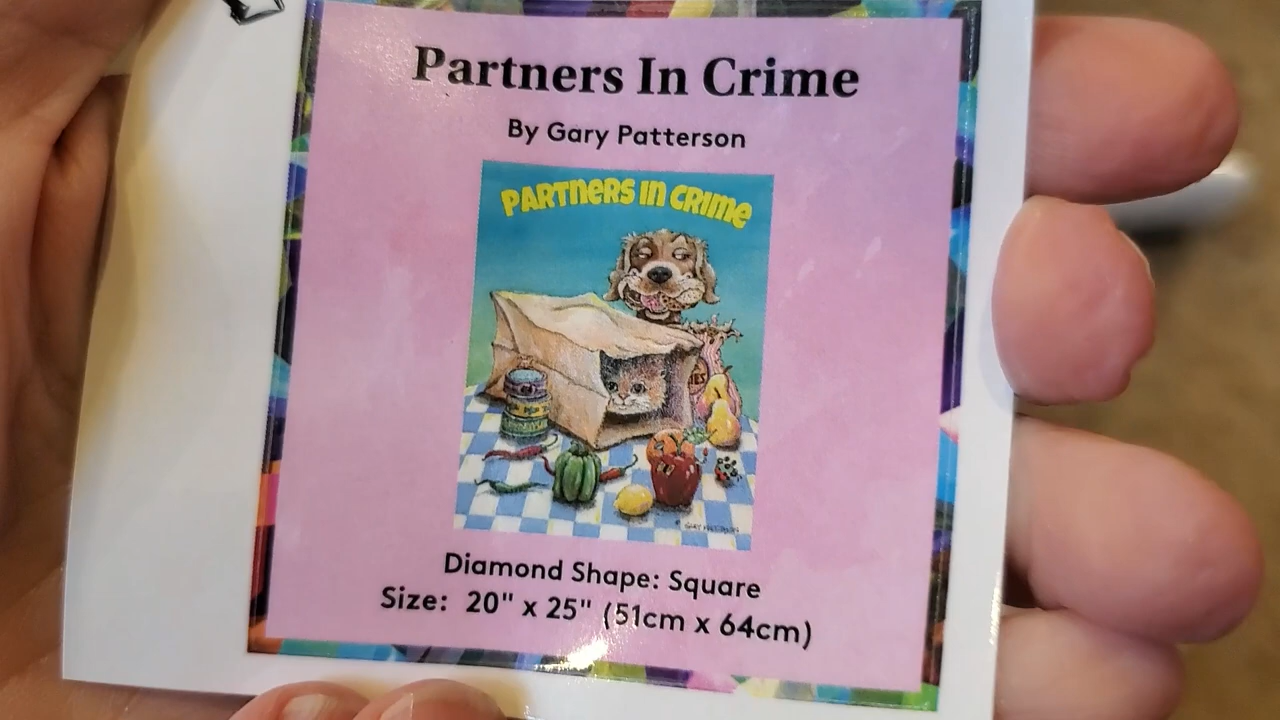 Partners In Crime
By Gary Patterson
PARTNERS IN CRIME
Diamond Shape: Square
Size: 20" x 25" (51cm x 64cm)